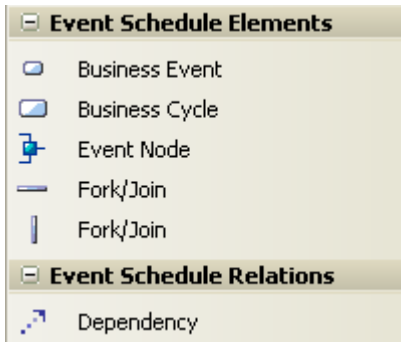 Event Schedule Elements
Business Event
Business Cycle
Event Node
Fork/Join
Fork/Join
Event Schedule Relations
Dependency